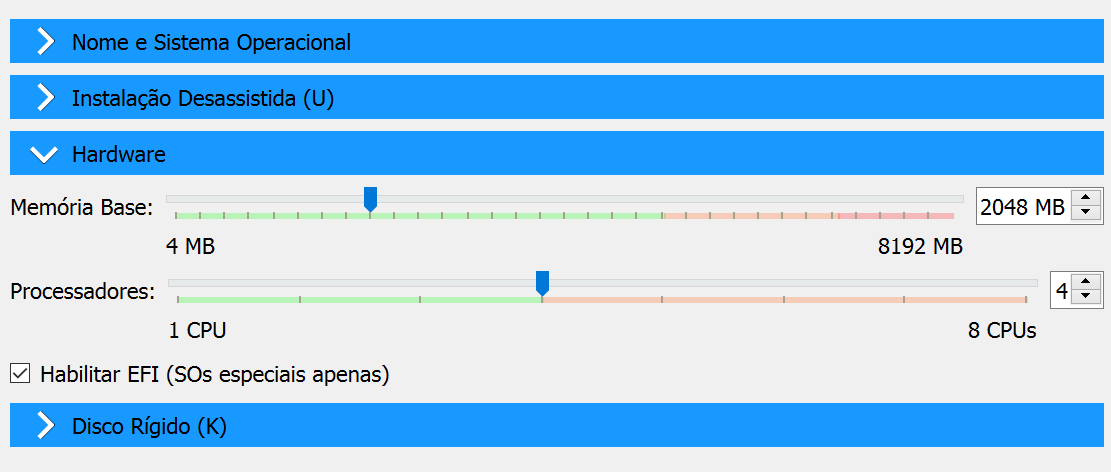 Nome e Sistema Operacional
Instalação Desassistida (U)
Hardware
Memória Base: 2048 MB
4 MB 8192 MB
Processadores: 4
1 CPU 8 CPUs
Habilitar EFI (SOs especiais apenas)
Disco Rígido (K)